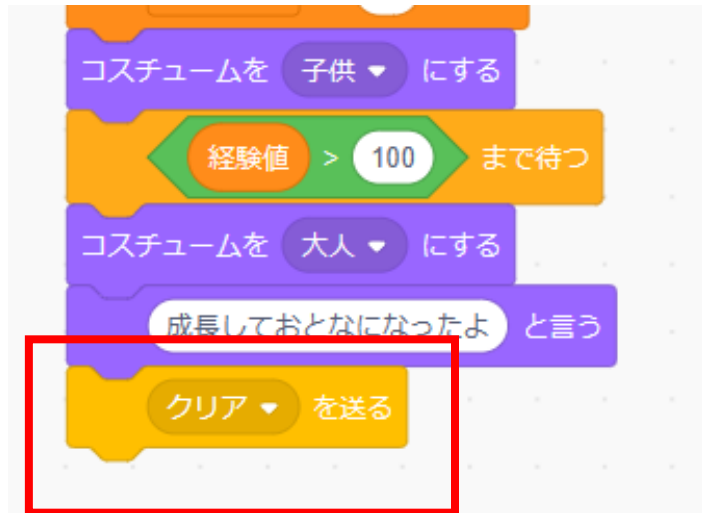 コスチュームを 子供 にする
経験値 > 100 まで待つ
コスチュームを 大人 にする
成長しておとなになったよ と言う
クリア を送る